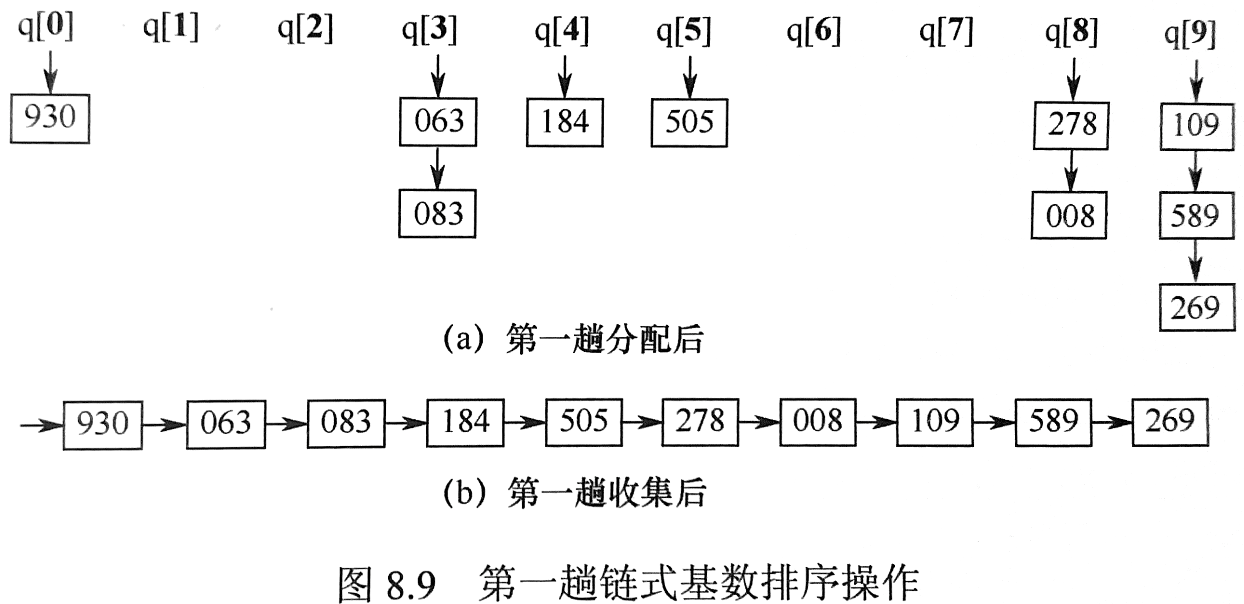 q[0] q[1] q[2] q[3] q[4] q[5] q[6] q[7] q[8] q[9]
930 063 184 505 278 109
083 008 589
269
(a) 第一趟分配后
930 063 083 184 505 278 008 109 589 269
(b) 第一趟收集后
图 8.9 第一趟链式基数排序操作